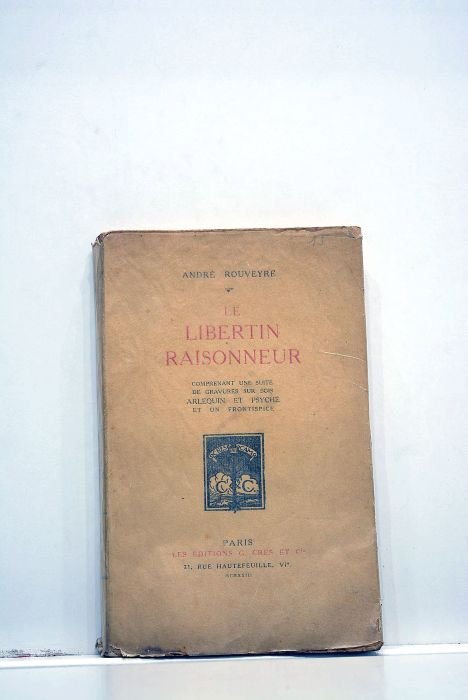 ANDRÉ ROUVEYRE
LE
LIBERTIN
RAISONNEUR
COMPRENANT UNE SUITE
DE GRAVURES SUR BOIS
ARLEQUIN ET PSYCHÉ
ET UN FRONTISPICE
C C
PARIS
LES ÉDITIONS G. CRÈS ET Cie
21, RUE HAUTEFEUILLE, VIe
MCMXXIII